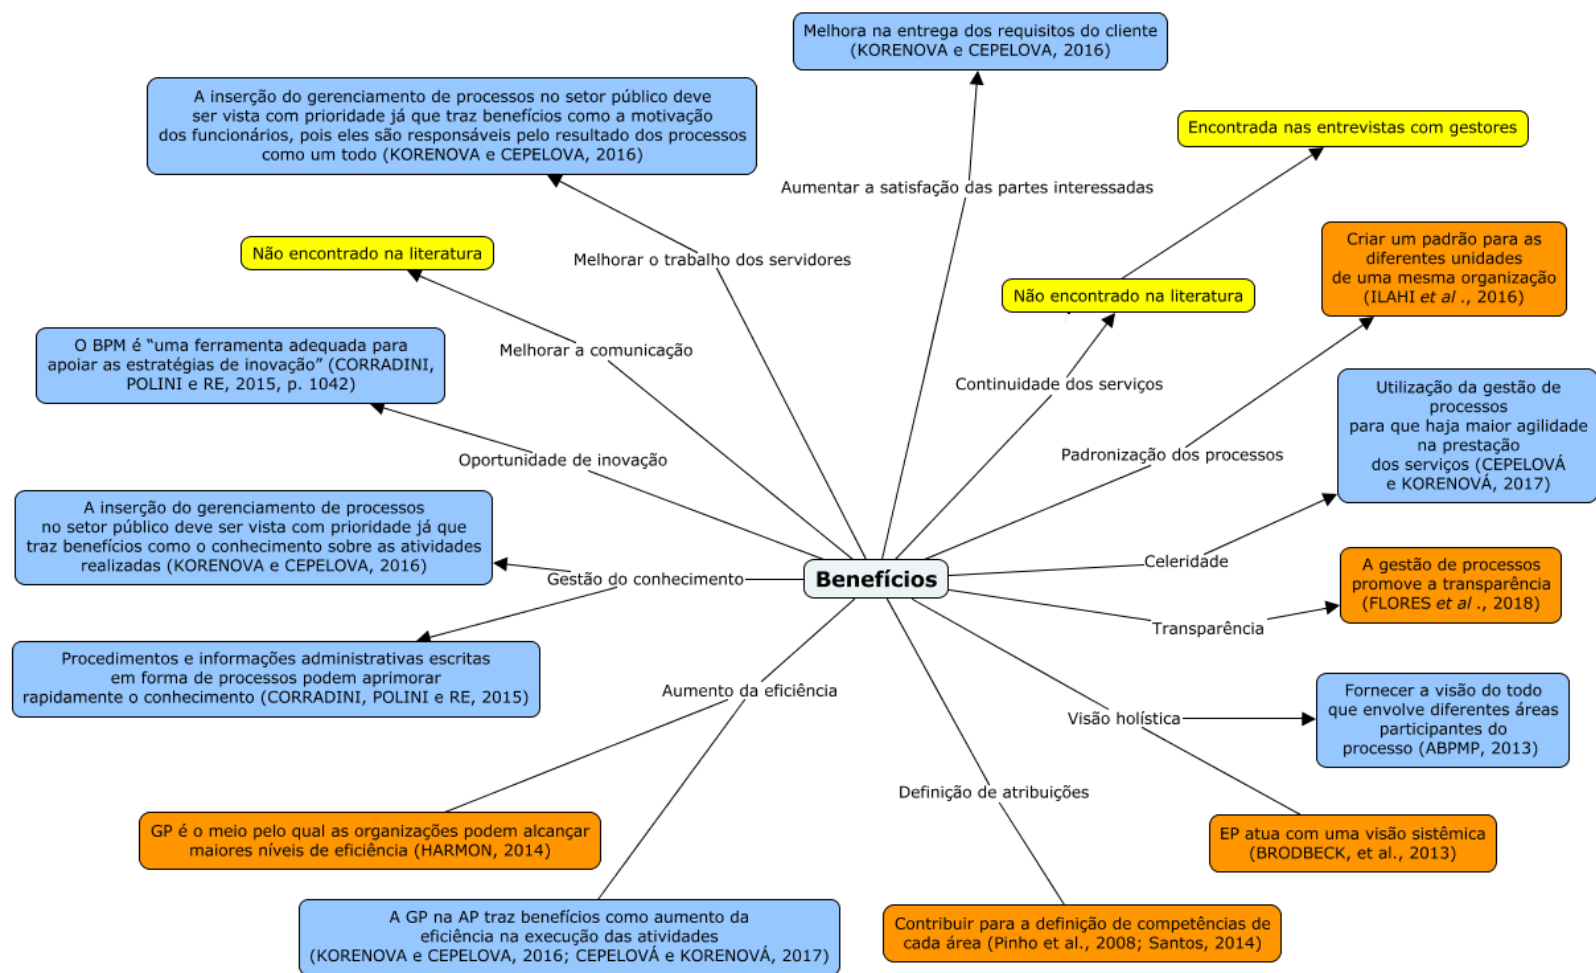 Melhora na entrega dos requisitos do cliente
(KORENOVA e CEPELOVA, 2016)
A inserção do gerenciamento de processos no setor público deve
ser vista com prioridade já que traz benefícios como a motivação
dos funcionários, pois eles são responsáveis pelo resultado dos processos
como um todo (KORENOVA e CEPELOVA, 2016)
Encontrada nas entrevistas com gestores
Aumentar a satisfação das partes interessadas
Não encontrado na literatura
Melhorar o trabalho dos servidores
Criar um padrão para as
diferentes unidades
de uma mesma organização
(ILAHI et al ., 2016)
Não encontrado na literatura
O BPM é “uma ferramenta adequada para
apoiar as estratégias de inovação” (CORRADINI,
POLINI e RE, 2015, p. 1042)
Melhorar a comunicação
Continuidade dos serviços
Utilização da gestão de
processos
para que haja maior agilidade
na prestação
dos serviços (CEPELOVÁ
e KORENOVÁ, 2017)
Oportunidade de inovação
Padronização dos processos
A inserção do gerenciamento de processos
no setor público deve ser vista com prioridade já que
traz benefícios como o conhecimento sobre as atividades
realizadas (KORENOVA e CEPELOVA, 2016)
Gestão do conhecimento
Benefícios
Celeridade
A gestão de processos
promove a transparência
(FLORES et al ., 2018)
Transparência
Procedimentos e informações administrativas escritas
em forma de processos podem aprimorar
rapidamente o conhecimento (CORRADINI, POLINI e RE, 2015)
Aumento da eficiência
Visão holística
Fornecer a visão do todo
que envolve diferentes áreas
participantes do
processo (ABPMP, 2013)
Definição de atribuições
GP é o meio pelo qual as organizações podem alcançar
maiores níveis de eficiência (HARMON, 2014)
EP atua com uma visão sistêmica
(BRODBECK, et al., 2013)
A GP na AP traz benefícios como aumento da
eficiência na execução das atividades
(KORENOVA e CEPELOVA, 2016; CEPELOVÁ e KORENOVÁ, 2017)
Contribuir para a definição de competências de
cada área (Pinho et al., 2008; Santos, 2014)